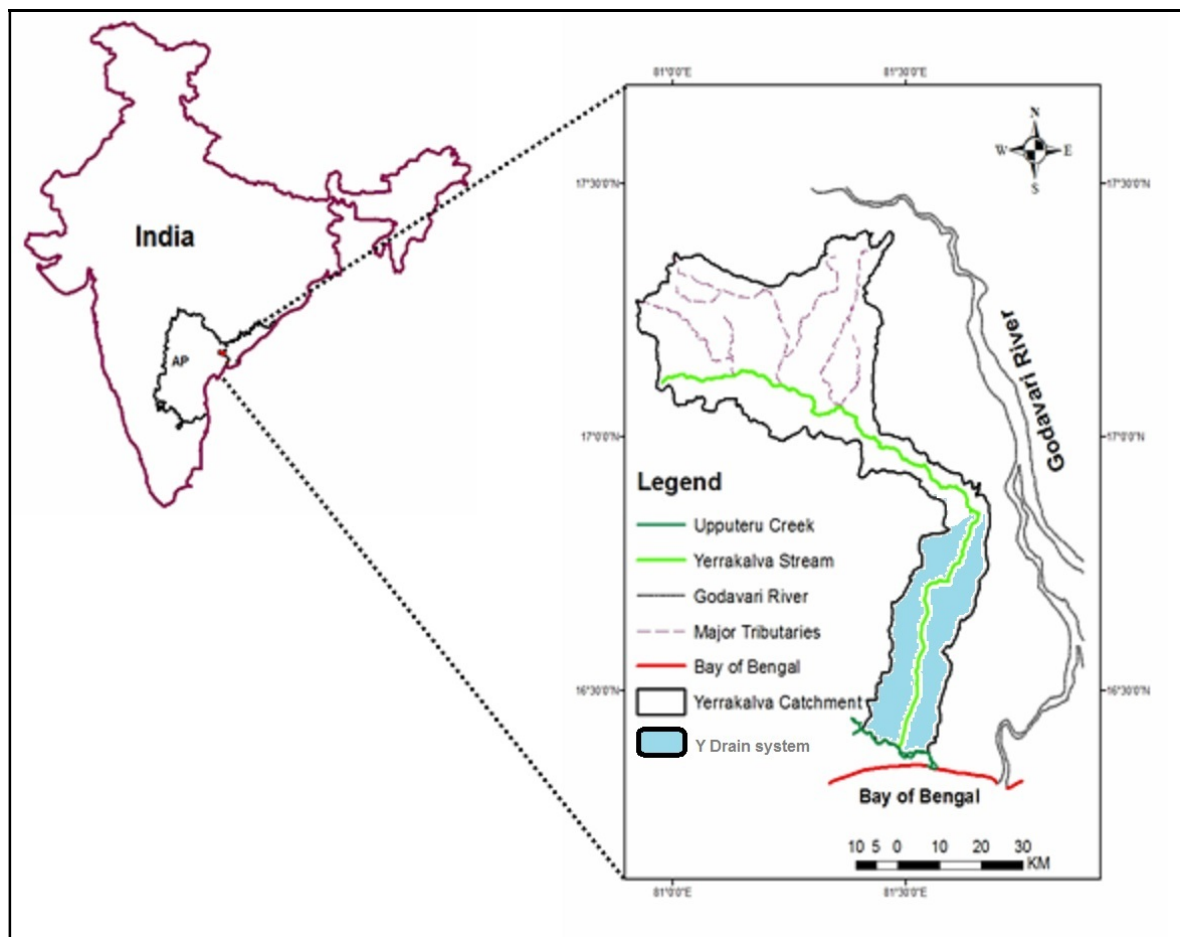 India
AP
81°0'0"E
81°30'0"E
N
W
E
S
17°30'0"N
17°30'0"N
17°0'0"N
17°0'0"N
16°30'0"N
16°30'0"N
Godavari River
Legend
Upputeru Creek
Yerrakalva Stream
Godavari River
Major Tributaries
Bay of Bengal
Yerrakalva Catchment
Y Drain system
Bay of Bengal
10 5 0 10 20 30
KM
81°0'0"E
81°30'0"E